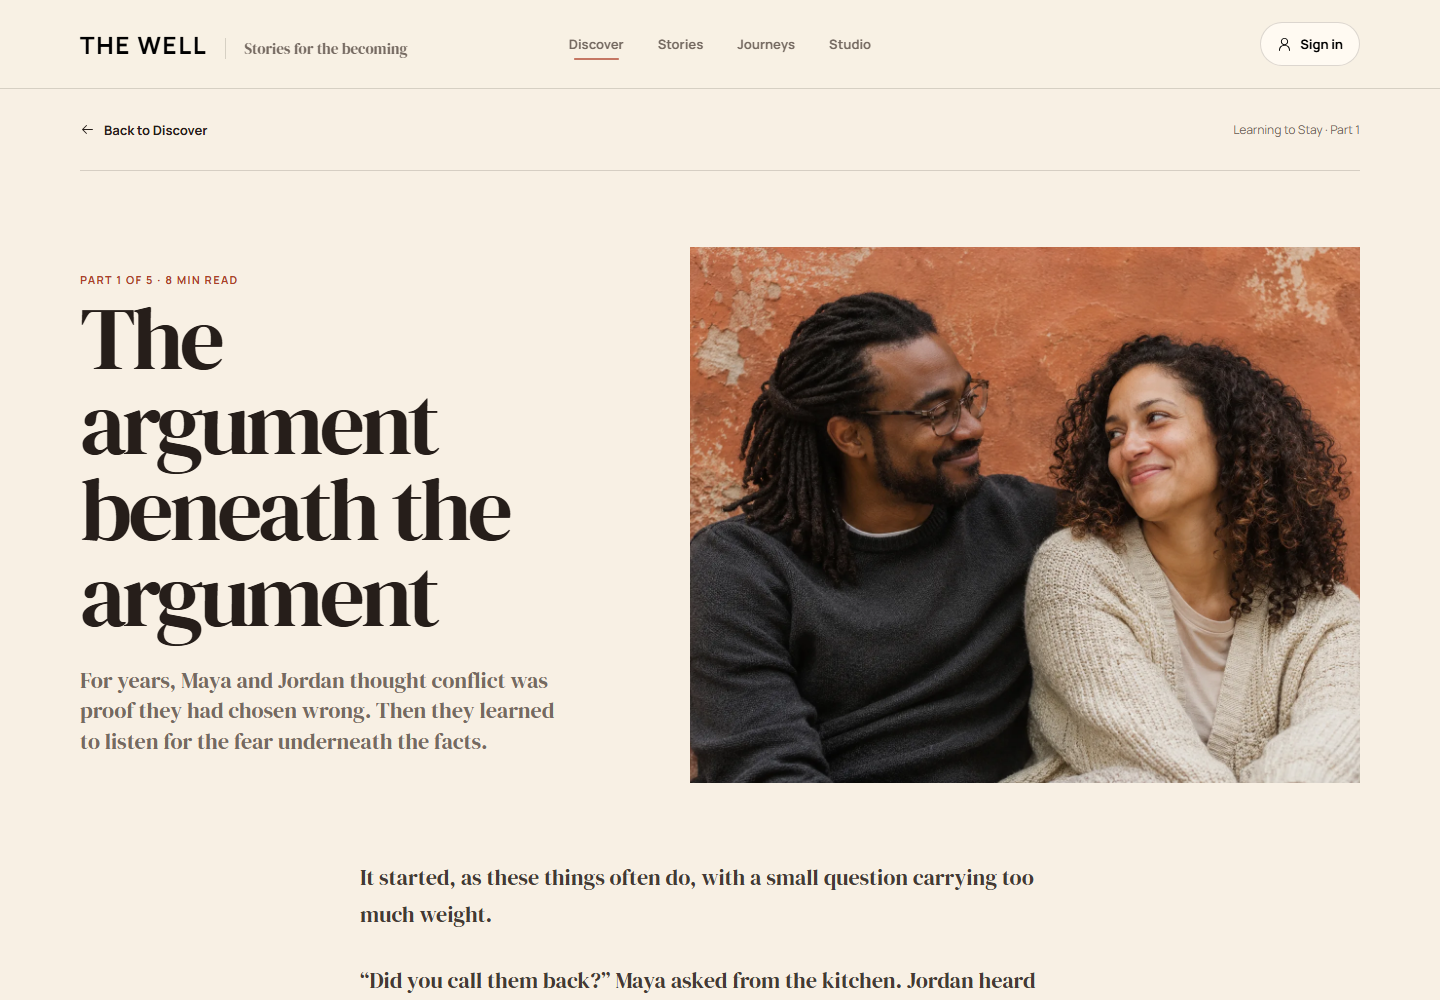 THE WELL
Stories for the becoming
Discover
Stories
Journeys
Studio
Sign in
Back to Discover
Learning to Stay · Part 1
PART 1 OF 5 · 8 MIN READ
The
argument
beneath the
argument
For years, Maya and Jordan thought conflict was
proof they had chosen wrong. Then they learned
to listen for the fear underneath the facts.
It started, as these things often do, with a small question carrying too
much weight.
“Did you call them back?” Maya asked from the kitchen. Jordan heard